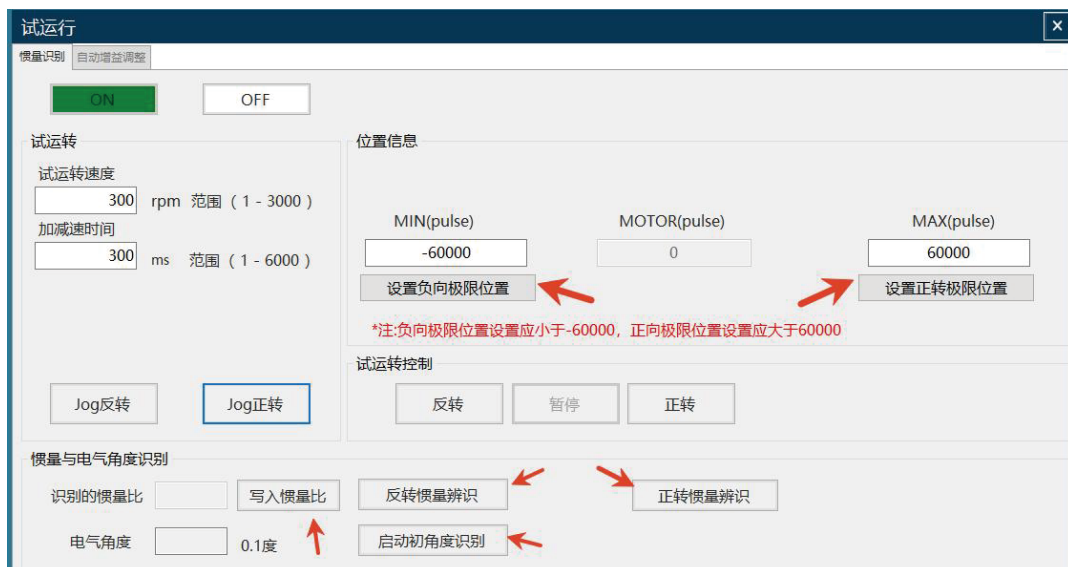 试运行
惯量识别 自动增益调整
ON OFF
试运转
试运转速度
300 rpm 范围 ( 1 - 3000 )
加减速时间
300 ms 范围 ( 1 - 6000 )
Jog反转 Jog正转
位置信息
MIN(pulse) MOTOR(pulse) MAX(pulse)
-60000 0 60000
设置负向极限位置 设置正转极限位置
*注:负向极限位置设置应小于-60000, 正向极限位置设置应大于60000
试运转控制
反转 暂停 正转
惯量与电气角度识别
识别的惯量比 写入惯量比 反转惯量辨识 正转惯量辨识
电气角度 0.1度 启动初角度识别